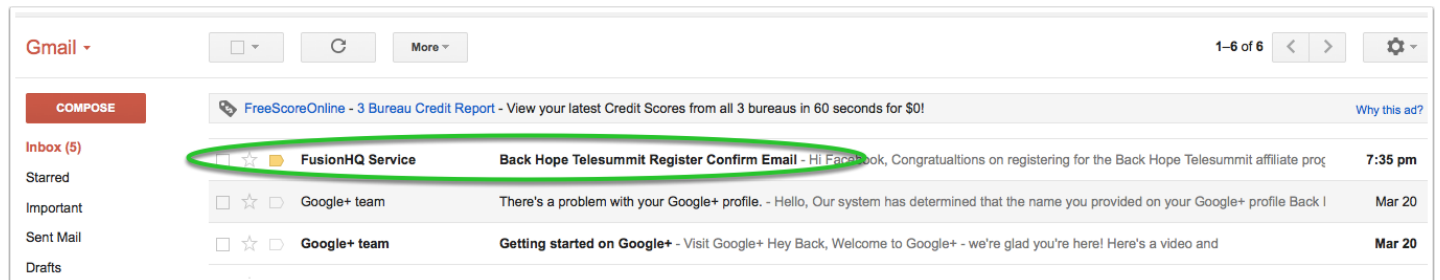 Gmail
More
1–6 of 6
COMPOSE
FreeScoreOnline - 3 Bureau Credit Report - View your latest Credit Scores from all 3 bureaus in 60 seconds for $0!
Why this ad?
Inbox (5)
FusionHQ Service Back Hope Telesummit Register Confirm Email - Hi Facebook, Congratualtions on registering for the Back Hope Telesummit affiliate prog 7:35 pm
Starred
Google+ team There's a problem with your Google+ profile. - Hello, Our system has determined that the name you provided on your Google+ profile Back Mar 20
Important
Sent Mail
Google+ team Getting started on Google+ - Visit Google+ Hey Back, Welcome to Google+ - we're glad you're here! Here's a video and Mar 20
Drafts